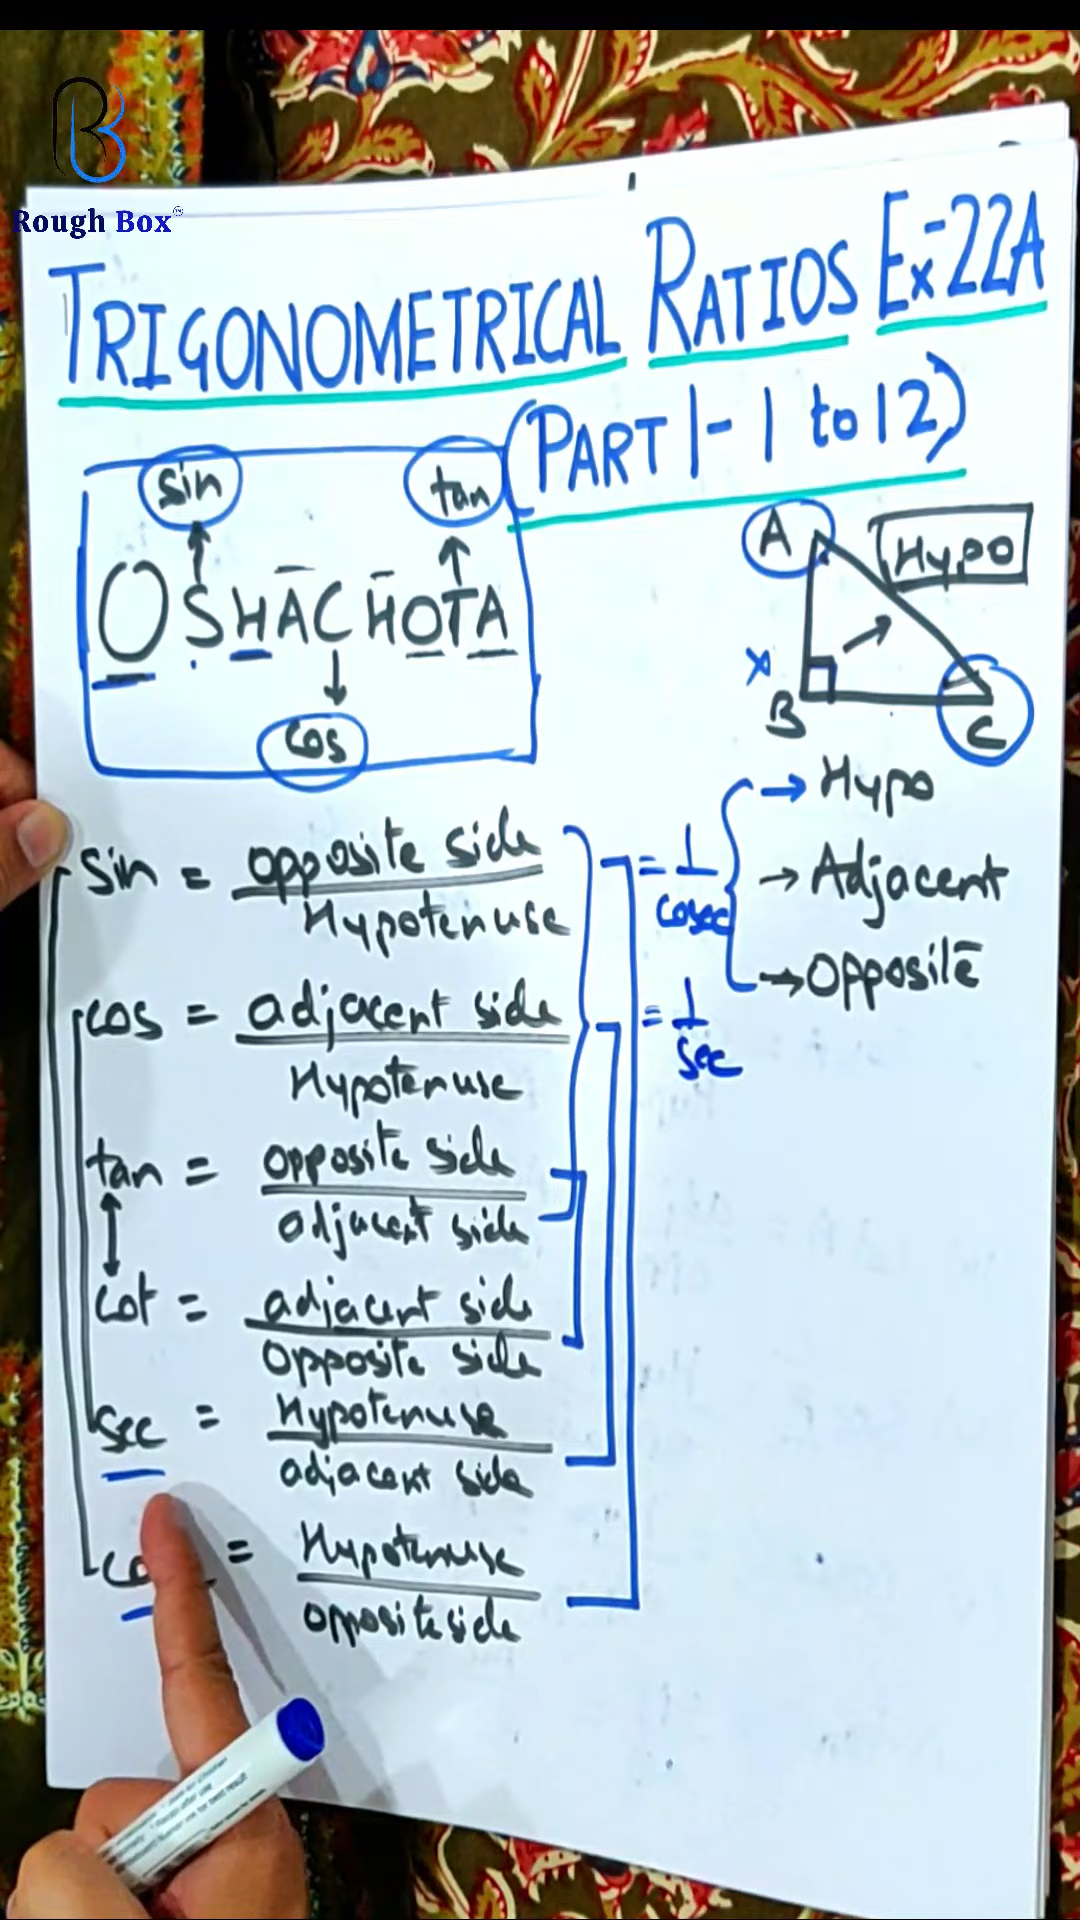 Rough Box™
TRIGONOMETRICAL RATIOS Ex-22A
(PART 1- 1 to 12)
sin
tan
OSHACHOTA
cos
A
Hypo
B
C
→ Hypo
→ Adjacent
→ Opposite
sin = opposite side
Hypotenuse
= 1
cosec
cos = adjacent side
Hypotenuse
= 1
sec
tan = opposite side
adjacent side
cot = adjacent side
opposite side
sec = Hypotenuse
adjacent side
= Hypotenuse
opposite side